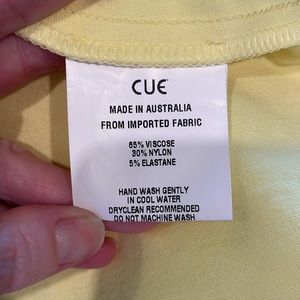 CUE
MADE IN AUSTRALIA
FROM IMPORTED FABRIC
65% VISCOSE
30% NYLON
5% ELASTANE
HAND WASH GENTLY
IN COOL WATER
DRYCLEAN RECOMMENDED
DO NOT MACHINE WASH